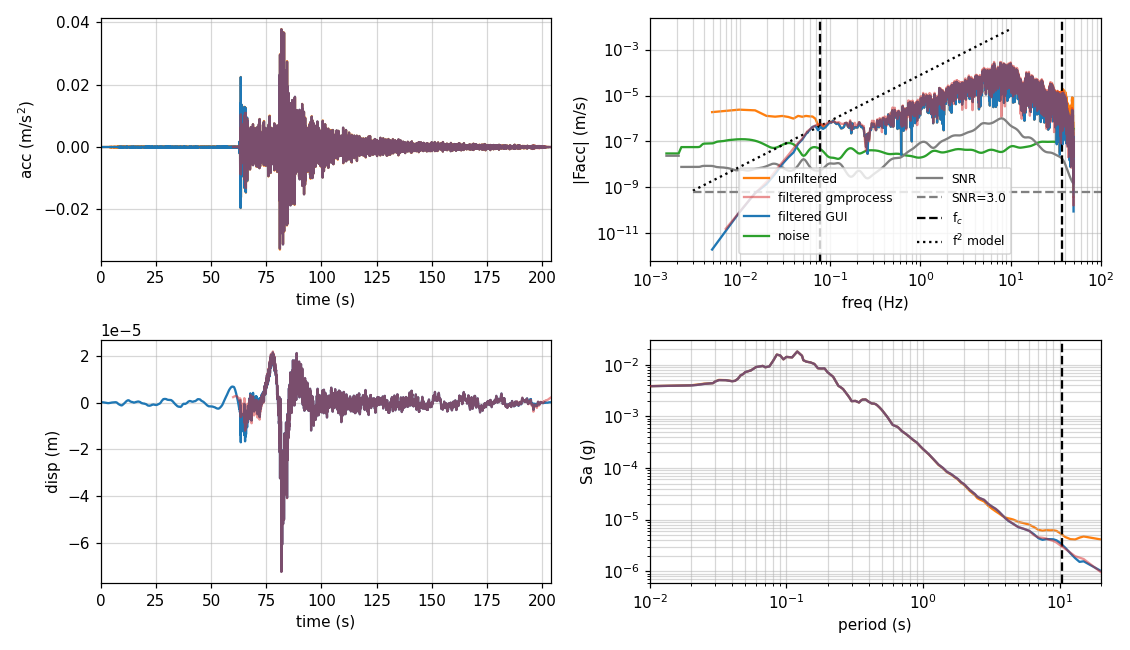 0.04
0.02
0.00
−0.02
acc (m/s²)
0 25 50 75 100 125 150 175 200
time (s)
10⁻³
10⁻⁵
10⁻⁷
10⁻⁹
10⁻¹¹
|Facc| (m/s)
unfiltered
filtered gmprocess
filtered GUI
noise
SNR
SNR=3.0
f_c
f² model
10⁻³ 10⁻² 10⁻¹ 10⁰ 10¹ 10²
freq (Hz)
1e−5
2
0
−2
−4
−6
disp (m)
0 25 50 75 100 125 150 175 200
time (s)
10⁻²
10⁻³
10⁻⁴
10⁻⁵
10⁻⁶
Sa (g)
10⁻² 10⁻¹ 10⁰ 10¹
period (s)